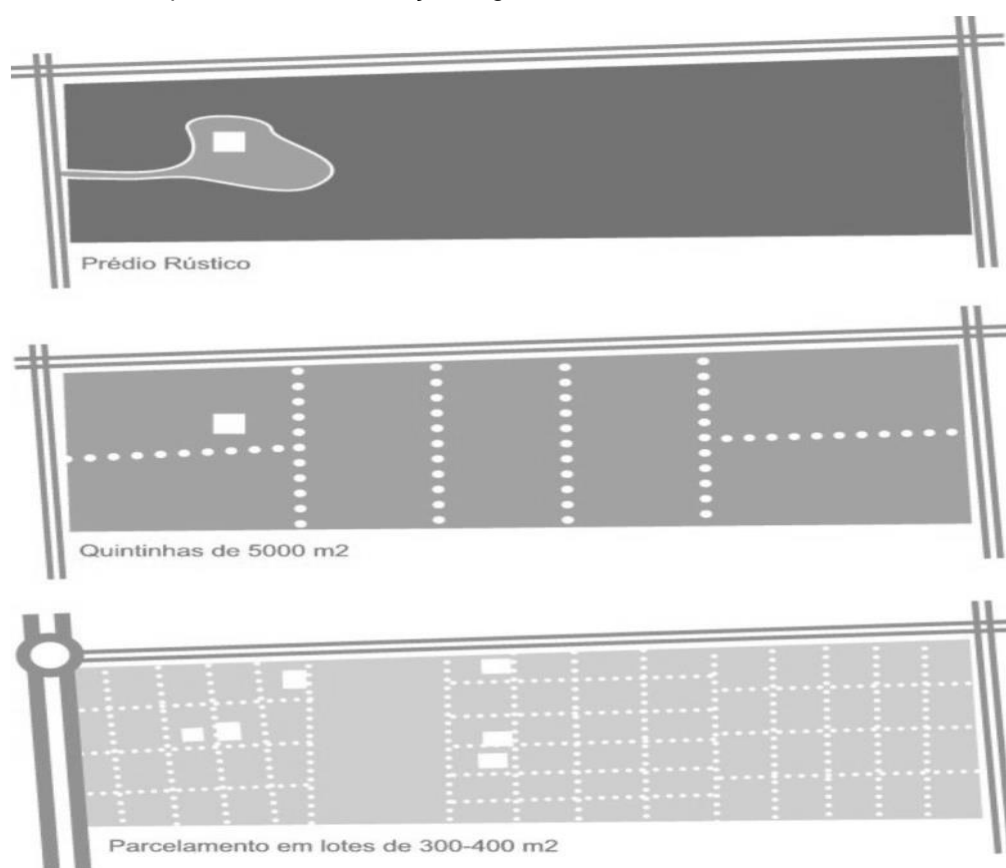 Prédio Rústico
Quintinhas de 5000 m2
Parcelamento em lotes de 300-400 m2